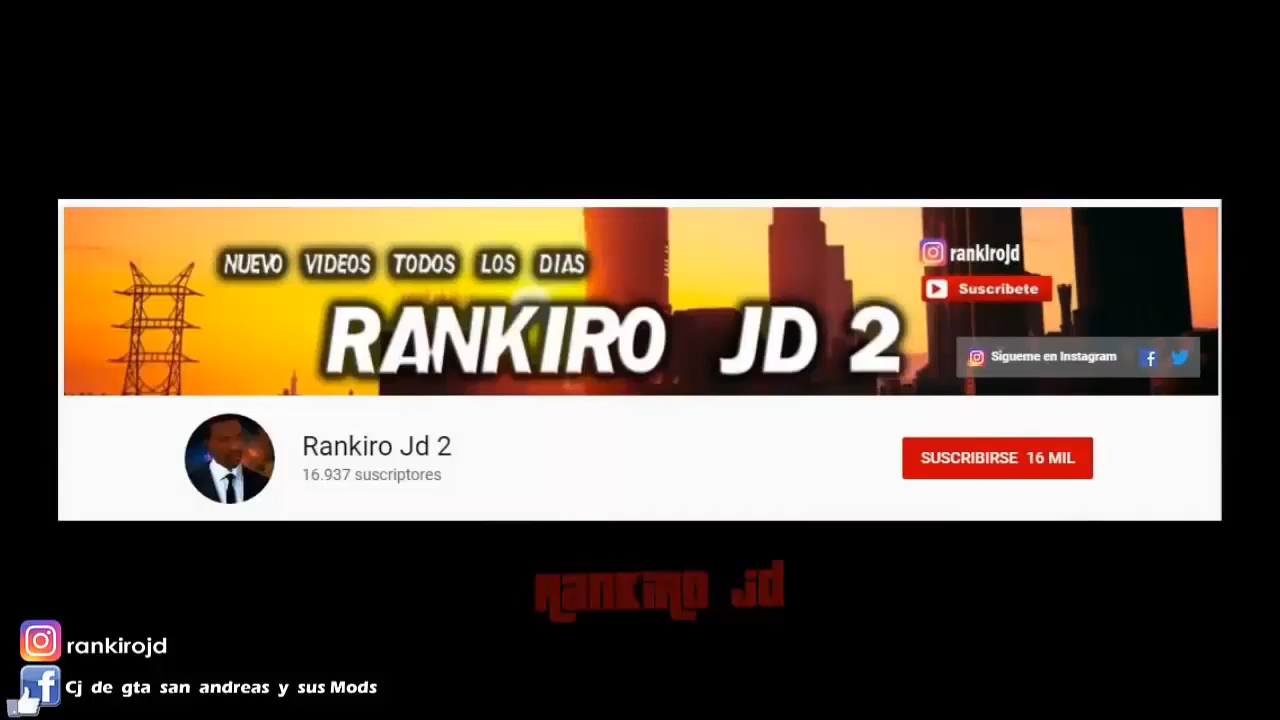 NUEVO VIDEOS TODOS LOS DIAS
RANKIRO JD 2
rankirojd
Suscribete
Sígueme en Instagram
Rankiro Jd 2
16.937 suscriptores
SUSCRIBIRSE 16 MIL
Rankiro Jd
rankirojd
Cj de gta san andreas y sus Mods